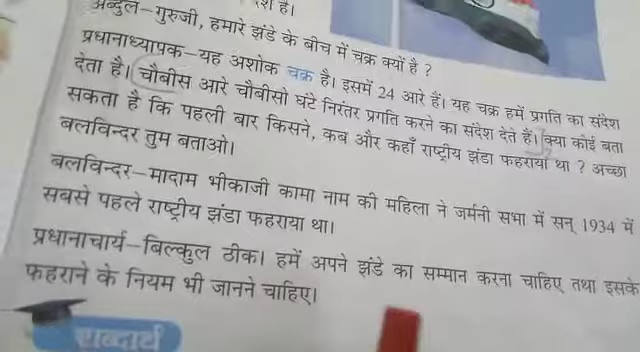 अब्दुल–गुरुजी, हमारे झंडे के बीच में चक्र क्यों है ?
प्रधानाध्यापक–यह अशोक चक्र है। इसमें 24 आरे हैं। यह चक्र हमें प्रगति का संदेश
देता है। चौबीस आरे चौबीसो घंटे निरंतर प्रगति करने का संदेश देते हैं। क्या कोई बता
सकता है कि पहली बार किसने, कब और कहाँ राष्ट्रीय झंडा फहराया था ? अच्छा
बलविन्दर तुम बताओ।
बलविन्दर–मादाम भीकाजी कामा नाम की महिला ने जर्मनी सभा में सन् 1934 में
सबसे पहले राष्ट्रीय झंडा फहराया था।
प्रधानाचार्य–बिल्कुल ठीक। हमें अपने झंडे का सम्मान करना चाहिए तथा इसके
फहराने के नियम भी जानने चाहिए।
शब्दार्थ